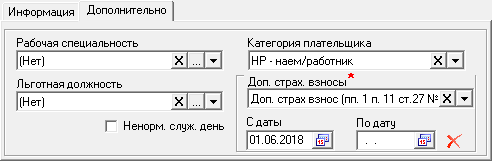 Информация Дополнительно
Рабочая специальность
(Нет)
Льготная должность
(Нет)
Ненорм. служ. день
Категория плательщика
НР - наем/работник
Доп. страх. взносы*
Доп. страх взнос (пп. 1 п. 11 ст.27 №
С даты По дату
01.06.2018 . .